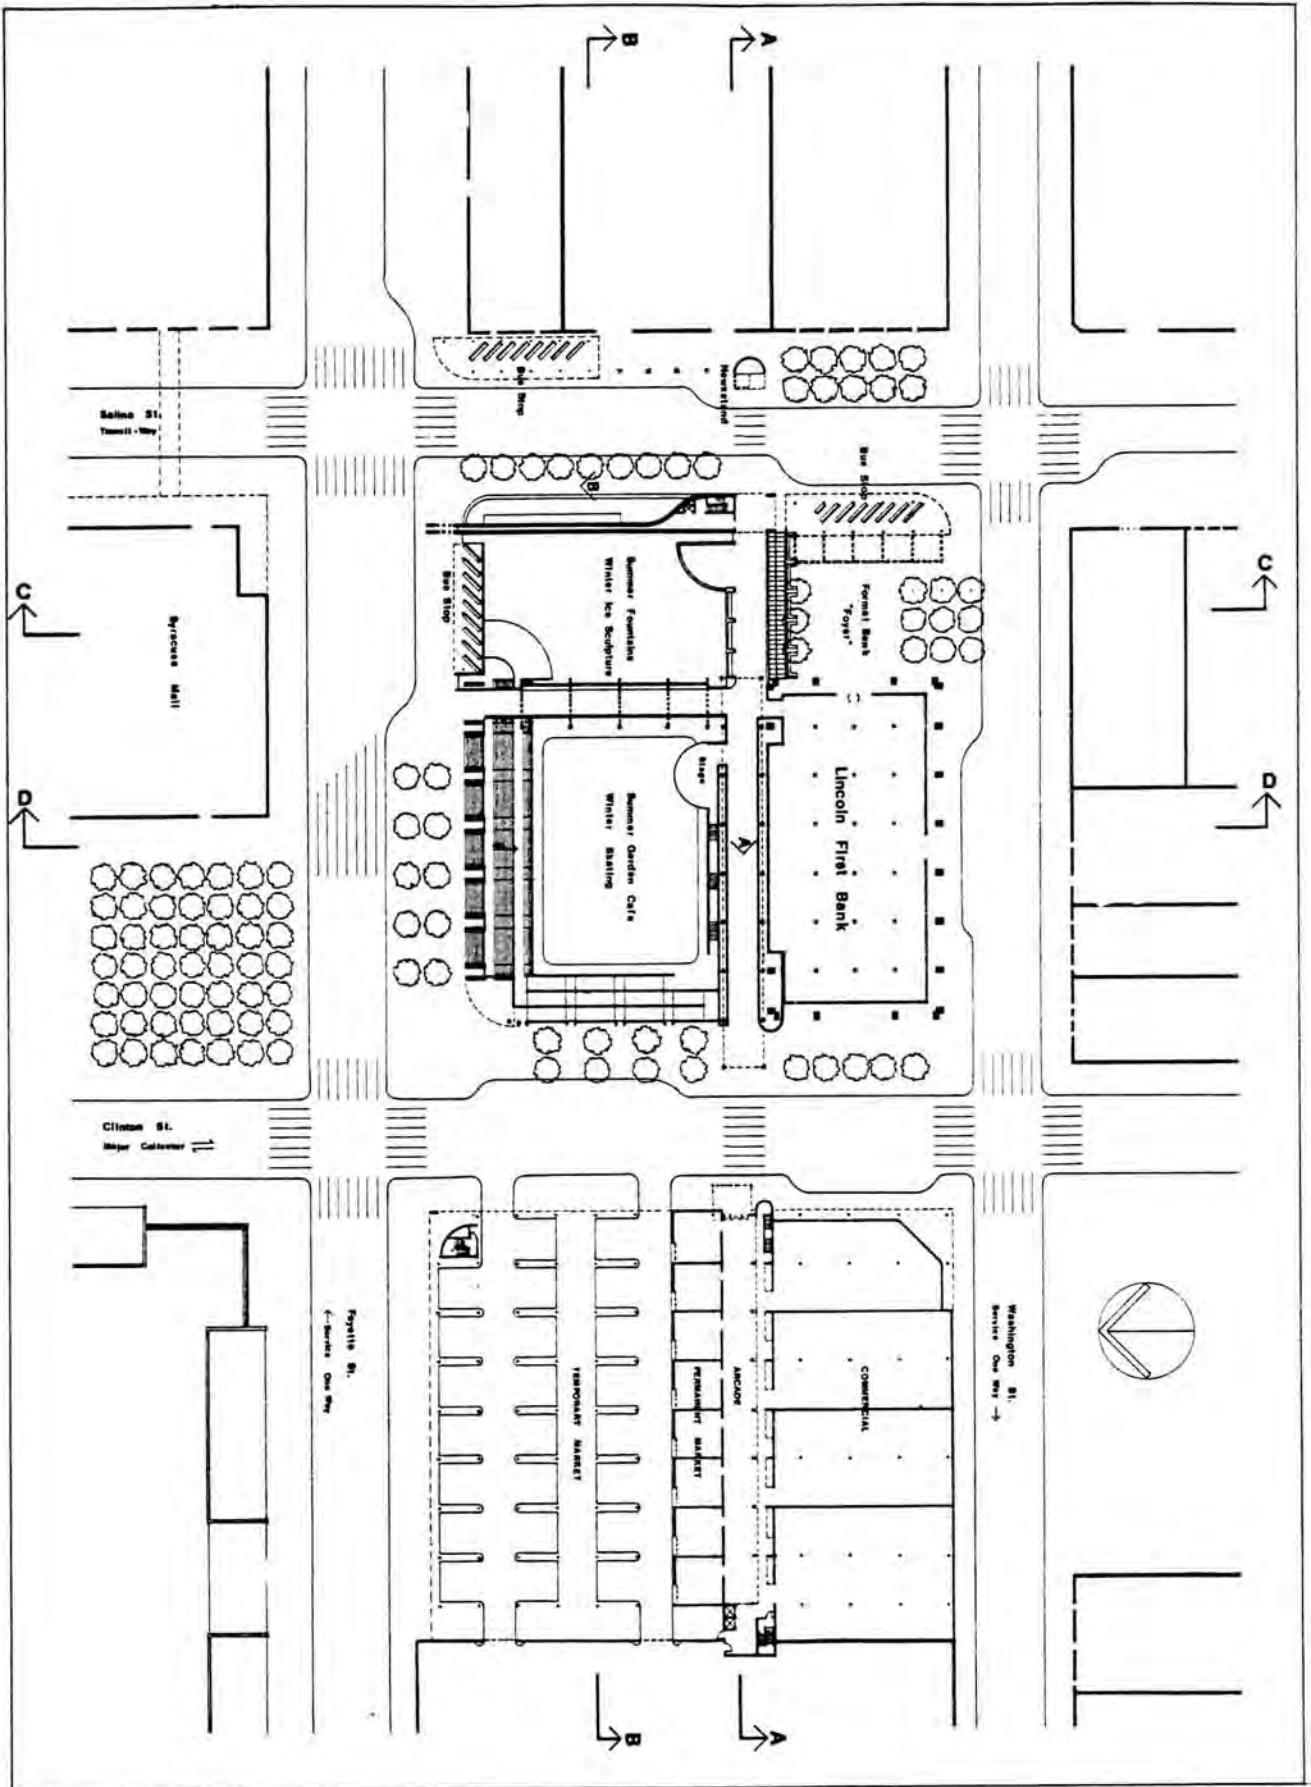 B
A
Newsstand
Bus Stop
Salina St.
Transit-Way
Bus Stop
B
Summer Fountains
Winter Ice Sculpture
Bus Stop
Formal Bank
"Foyer"
C
C
Syracuse Mall
Stage
Lincoln First Bank
Summer Garden Cafe
Winter Skating
A
D
D
Clinton St.
Major Collector
Fayette St.
← Service One Way
Washington St.
Service One Way →
TEMPORARY MARKET
PERMANENT MARKET
ARCADE
COMMERCIAL
B
A